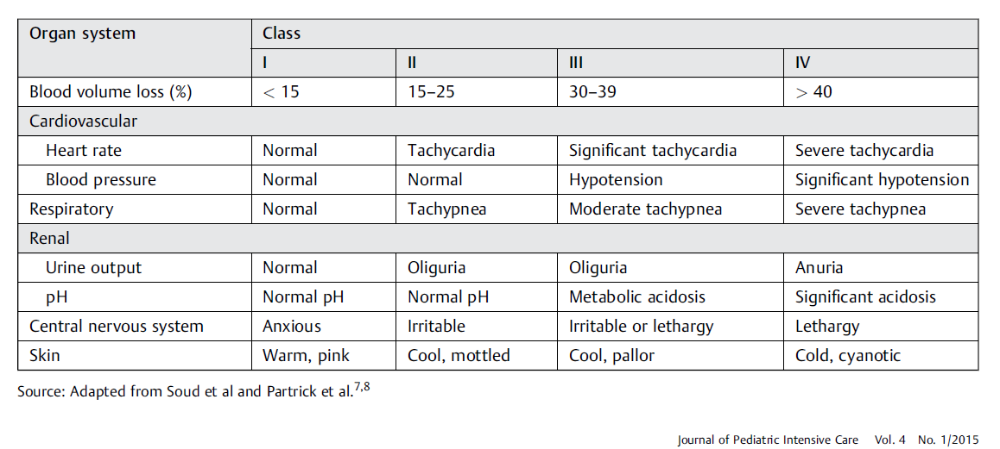 Organ system Class
I II III IV
Blood volume loss (%) < 15 15–25 30–39 > 40
Cardiovascular
Heart rate Normal Tachycardia Significant tachycardia Severe tachycardia
Blood pressure Normal Normal Hypotension Significant hypotension
Respiratory Normal Tachypnea Moderate tachypnea Severe tachypnea
Renal
Urine output Normal Oliguria Oliguria Anuria
pH Normal pH Normal pH Metabolic acidosis Significant acidosis
Central nervous system Anxious Irritable Irritable or lethargy Lethargy
Skin Warm, pink Cool, mottled Cool, pallor Cold, cyanotic
Source: Adapted from Soud et al and Partrick et al.7,8
Journal of Pediatric Intensive Care Vol. 4 No. 1/2015